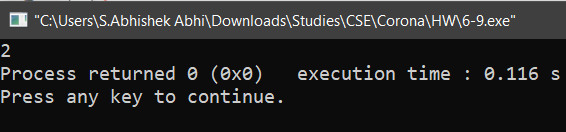 "C:\Users\S.Abhishek Abhi\Downloads\Studies\CSE\Corona\HW\6-9.exe"
2
Process returned 0 (0x0)   execution time : 0.116 s
Press any key to continue.